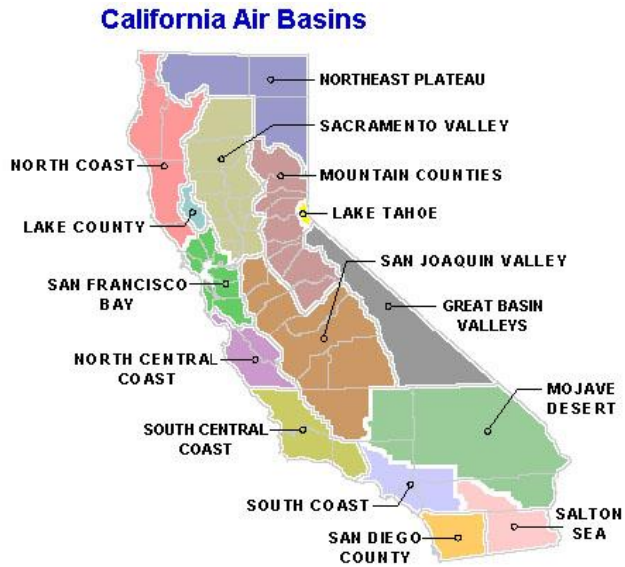 California Air Basins
NORTHEAST PLATEAU
SACRAMENTO VALLEY
NORTH COAST
MOUNTAIN COUNTIES
LAKE TAHOE
LAKE COUNTY
SAN JOAQUIN VALLEY
SAN FRANCISCO
BAY
GREAT BASIN
VALLEYS
NORTH CENTRAL
COAST
MOJAVE
DESERT
SOUTH CENTRAL
COAST
SOUTH COAST
SALTON
SEA
SAN DIEGO
COUNTY